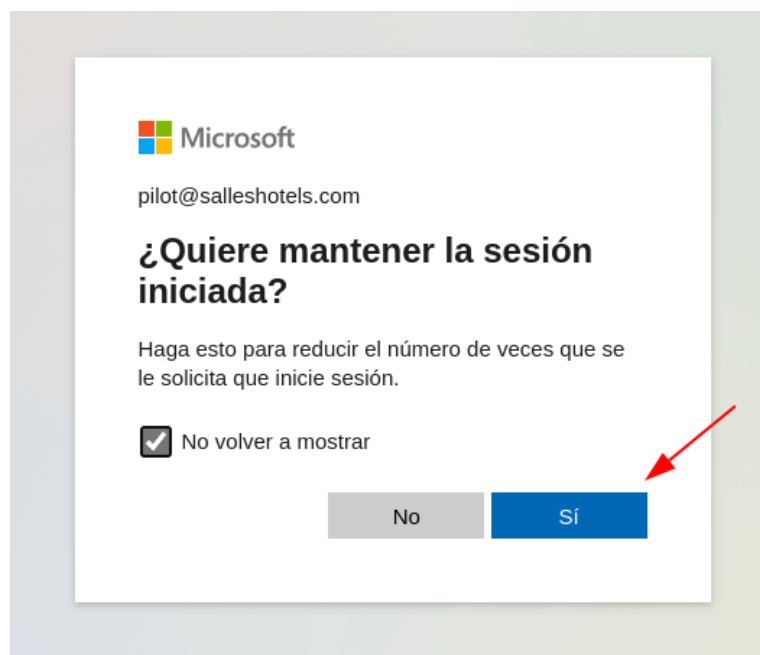 Microsoft
pilot@salleshotels.com
¿Quiere mantener la sesión
iniciada?
Haga esto para reducir el número de veces que se
le solicita que inicie sesión.
No volver a mostrar
No
Sí